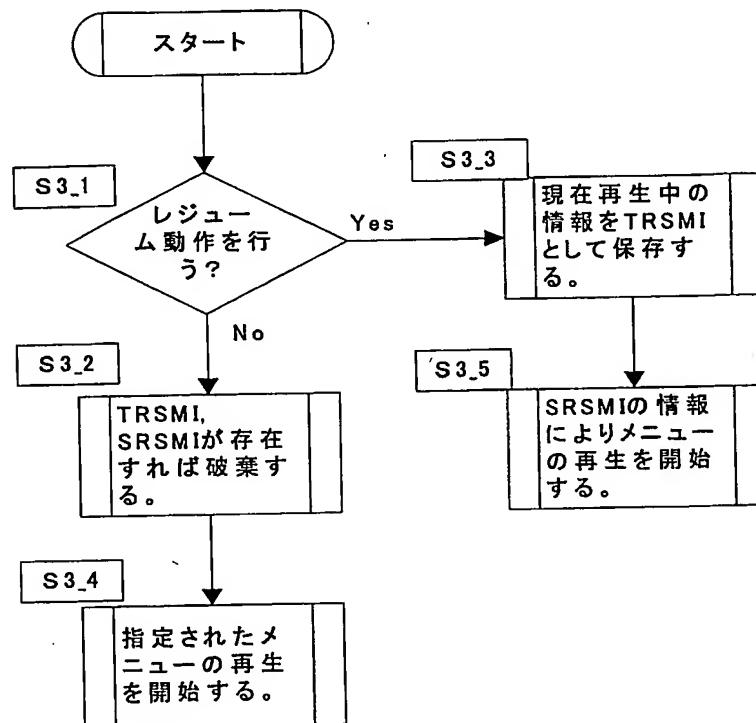 スタート
S3_1
レジュー
ム動作を行
う?
Yes
No
S3_3
現在再生中の
情報をTRSMI
として保存す
る。
S3_2
TRSMI,
SRSMIが存在
すれば破棄す
る。
S3_5
SRSMIの情報
によりメニュー
の再生を開始
する。
S3_4
指定されたメ
ニューの再生
を開始する。